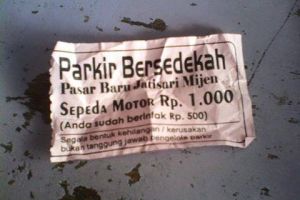 Parkir Bersedekah
Pasar Baru Jatisari Mijen
SEPEDA MOTOR Rp. 1.000
(Anda sudah berinfak Rp. 500)
Segala bentuk kehilangan / kerusakan
bukan tanggung jawab pengelola parkir